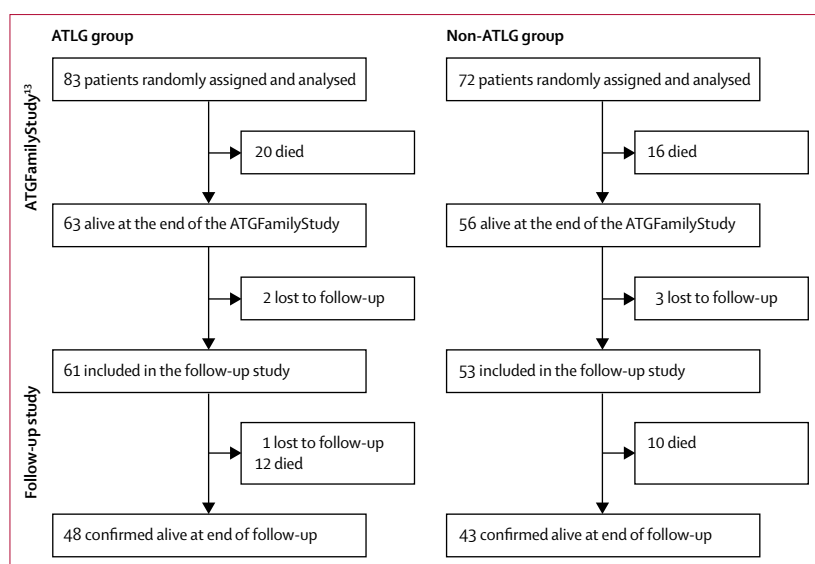 ATLG group
Non-ATLG group
ATGFamilyStudy¹³
83 patients randomly assigned and analysed
72 patients randomly assigned and analysed
20 died
16 died
63 alive at the end of the ATGFamilyStudy
56 alive at the end of the ATGFamilyStudy
2 lost to follow-up
3 lost to follow-up
Follow-up study
61 included in the follow-up study
53 included in the follow-up study
1 lost to follow-up
12 died
10 died
48 confirmed alive at end of follow-up
43 confirmed alive at end of follow-up